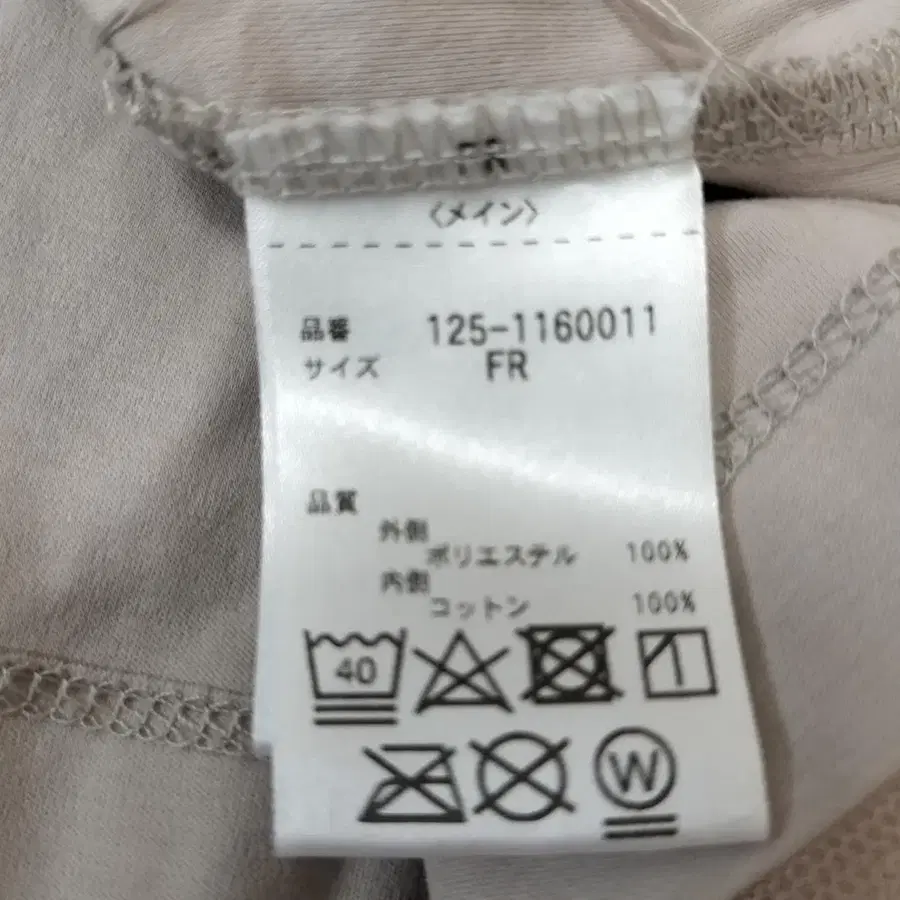 FR
〈メイン〉
品番 125-1160011
サイズ FR
品質
外側
ポリエステル 100%
内側
コットン 100%
40
W